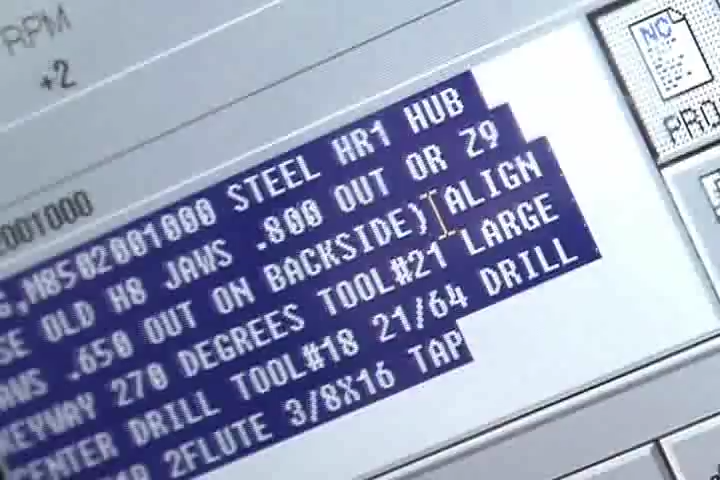 RPM
+2
NC
PRO
001000
G,M8502001000 STEEL HR1 HUB
SE OLD H8 JAWS .800 OUT OR Z9
AWS .650 OUT ON BACKSIDE) ALIGN
KEYWAY 270 DEGREES TOOL#21 LARGE
CENTER DRILL TOOL#18 21/64 DRILL
2FLUTE 3/8X16 TAP